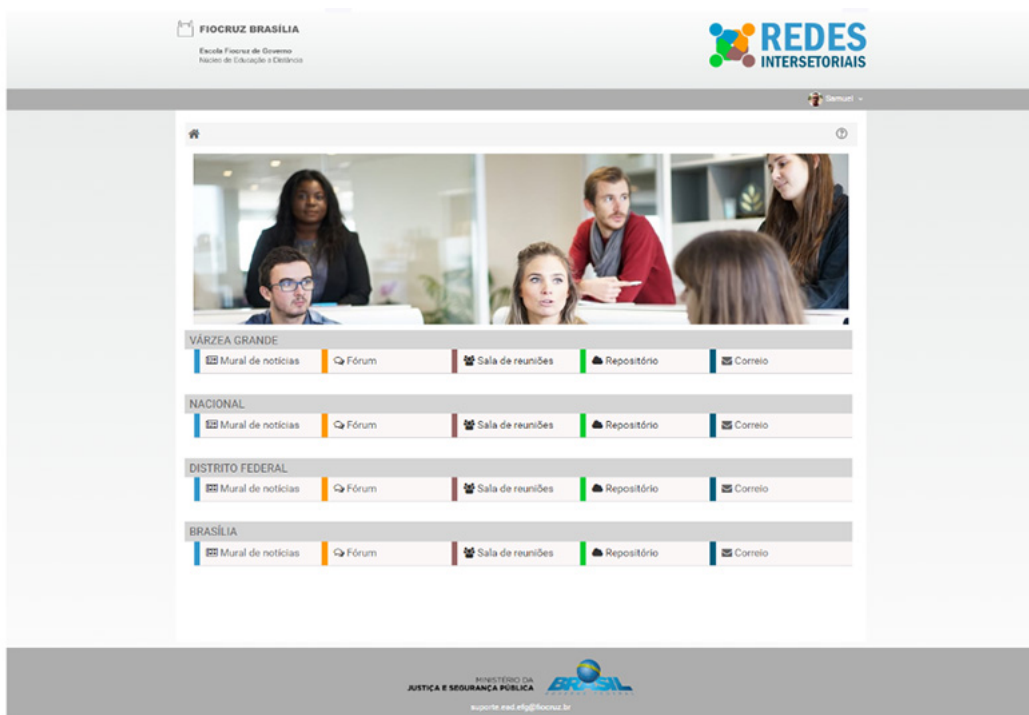 FIOCRUZ BRASÍLIA
Escola Fiocruz de Governo
Núcleo de Educação a Distância
REDES
INTERSETORIAIS
Samuel
VÁRZEA GRANDE
Mural de notícias Fórum Sala de reuniões Repositório Correio
NACIONAL
Mural de notícias Fórum Sala de reuniões Repositório Correio
DISTRITO FEDERAL
Mural de notícias Fórum Sala de reuniões Repositório Correio
BRASÍLIA
Mural de notícias Fórum Sala de reuniões Repositório Correio
MINISTÉRIO DA
JUSTIÇA E SEGURANÇA PÚBLICA
BRASIL
GOVERNO FEDERAL
suporte.ead.efg@fiocruz.br